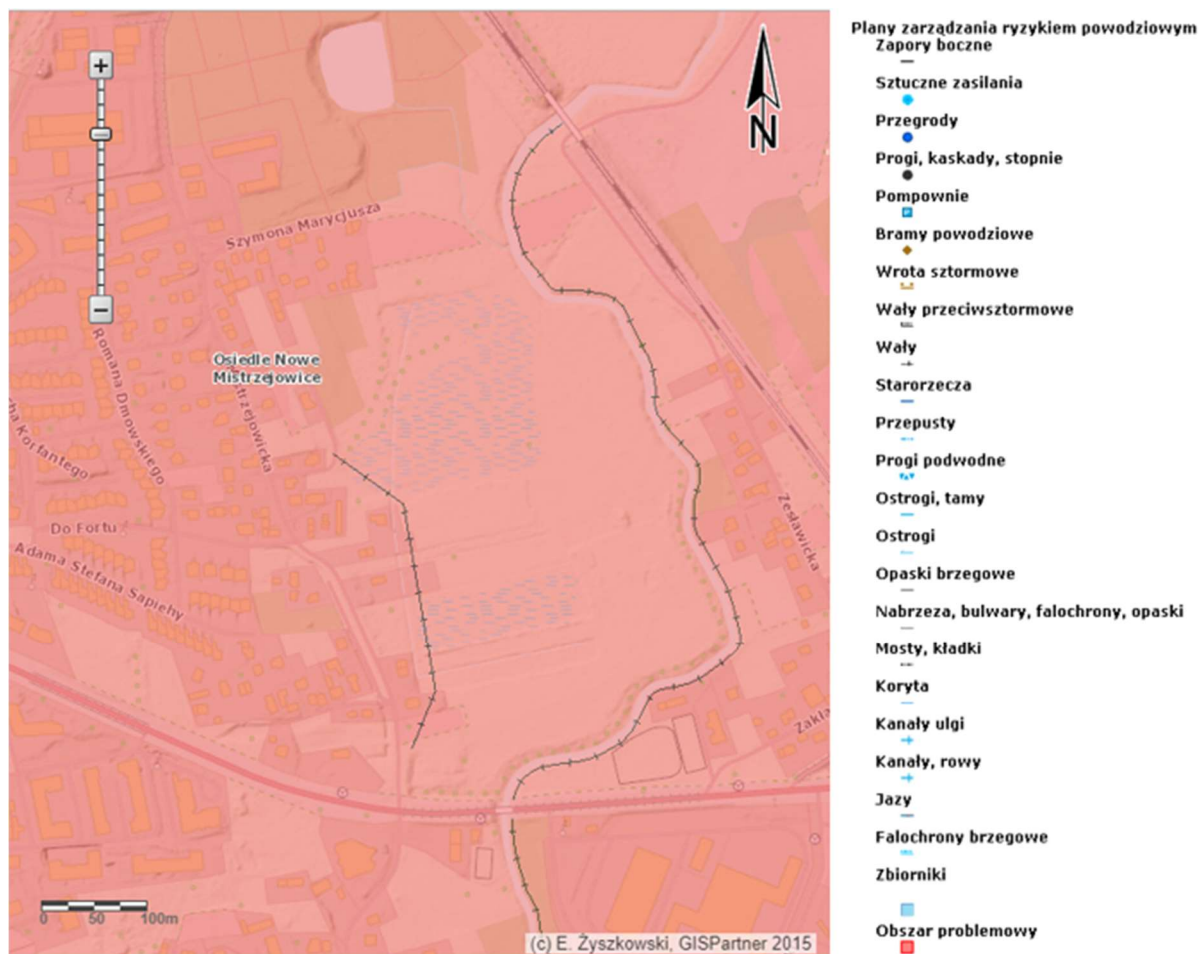 Plany zarządzania ryzykiem powodziowym
Zapory boczne
Sztuczne zasilania
Przegrody
Progi, kaskady, stopnie
Pompownie
Bramy powodziowe
Wrota sztormowe
Wały przeciwsztormowe
Wały
Starorzecza
Przepusty
Progi podwodne
Ostrogi, tamy
Ostrogi
Opaski brzegowe
Nabrzeza, bulwary, falochrony, opaski
Mosty, kładki
Koryta
Kanały ulgi
Kanały, rowy
Jazy
Falochrony brzegowe
Zbiorniki
Obszar problemowy
N
Szymona Marycjusza
Romana Dmowskiego
Osiedle Nowe
Mistrzejowice
Korfantego
Do Fortu
Adama Stefana Sapiehy
Zesławicka
0 50 100m
(c) E. Żyszkowski, GISPartner 2015